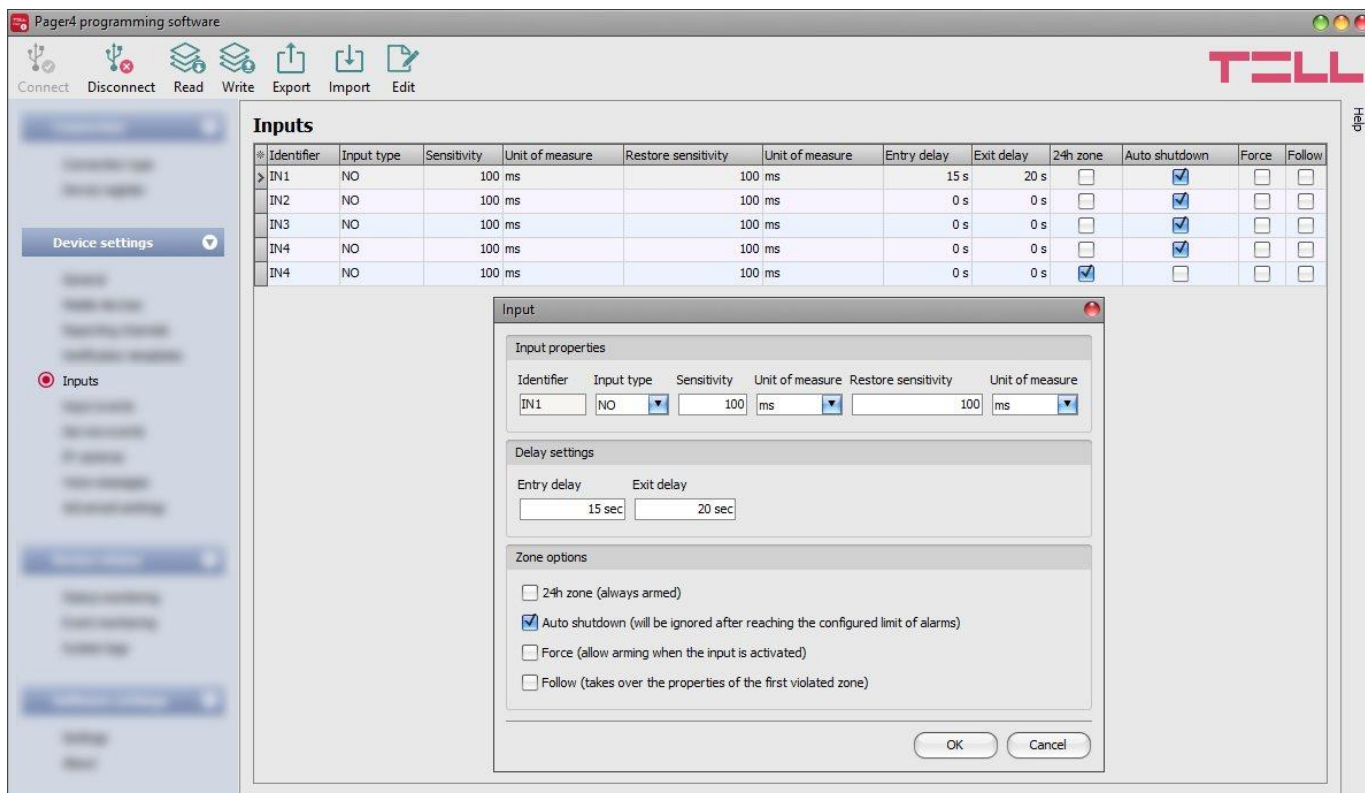 Pager4 programming software
Connect Disconnect Read Write Export Import Edit
TELL
Help
Device settings
Inputs
Inputs
Identifier Input type Sensitivity Unit of measure Restore sensitivity Unit of measure Entry delay Exit delay 24h zone Auto shutdown Force Follow
IN1 NO 100 ms 100 ms 15 s 20 s
IN2 NO 100 ms 100 ms 0 s 0 s
IN3 NO 100 ms 100 ms 0 s 0 s
IN4 NO 100 ms 100 ms 0 s 0 s
IN4 NO 100 ms 100 ms 0 s 0 s
Input
Input properties
Identifier Input type Sensitivity Unit of measure Restore sensitivity Unit of measure
IN1 NO 100 ms 100 ms
Delay settings
Entry delay Exit delay
15 sec 20 sec
Zone options
24h zone (always armed)
Auto shutdown (will be ignored after reaching the configured limit of alarms)
Force (allow arming when the input is activated)
Follow (takes over the properties of the first violated zone)
OK Cancel